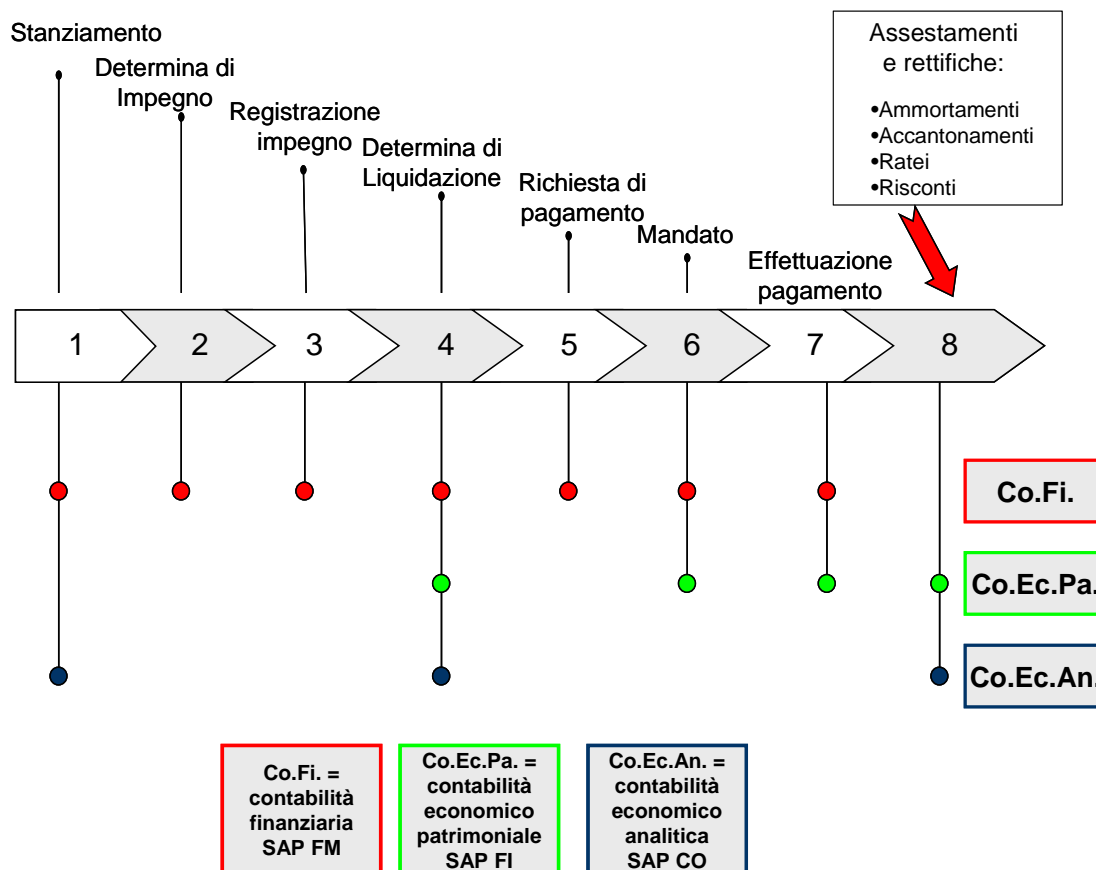 Stanziamento
Determina di
Impegno
Registrazione
impegno
Determina di
Liquidazione
Richiesta di
pagamento
Mandato
Effettuazione
pagamento
Assestamenti
e rettifiche:
•Ammortamenti
•Accantonamenti
•Ratei
•Risconti
1 2 3 4 5 6 7 8
Co.Fi.
Co.Ec.Pa.
Co.Ec.An.
Co.Fi. =
contabilità
finanziaria
SAP FM
Co.Ec.Pa. =
contabilità
economico
patrimoniale
SAP FI
Co.Ec.An. =
contabilità
economico
analitica
SAP CO